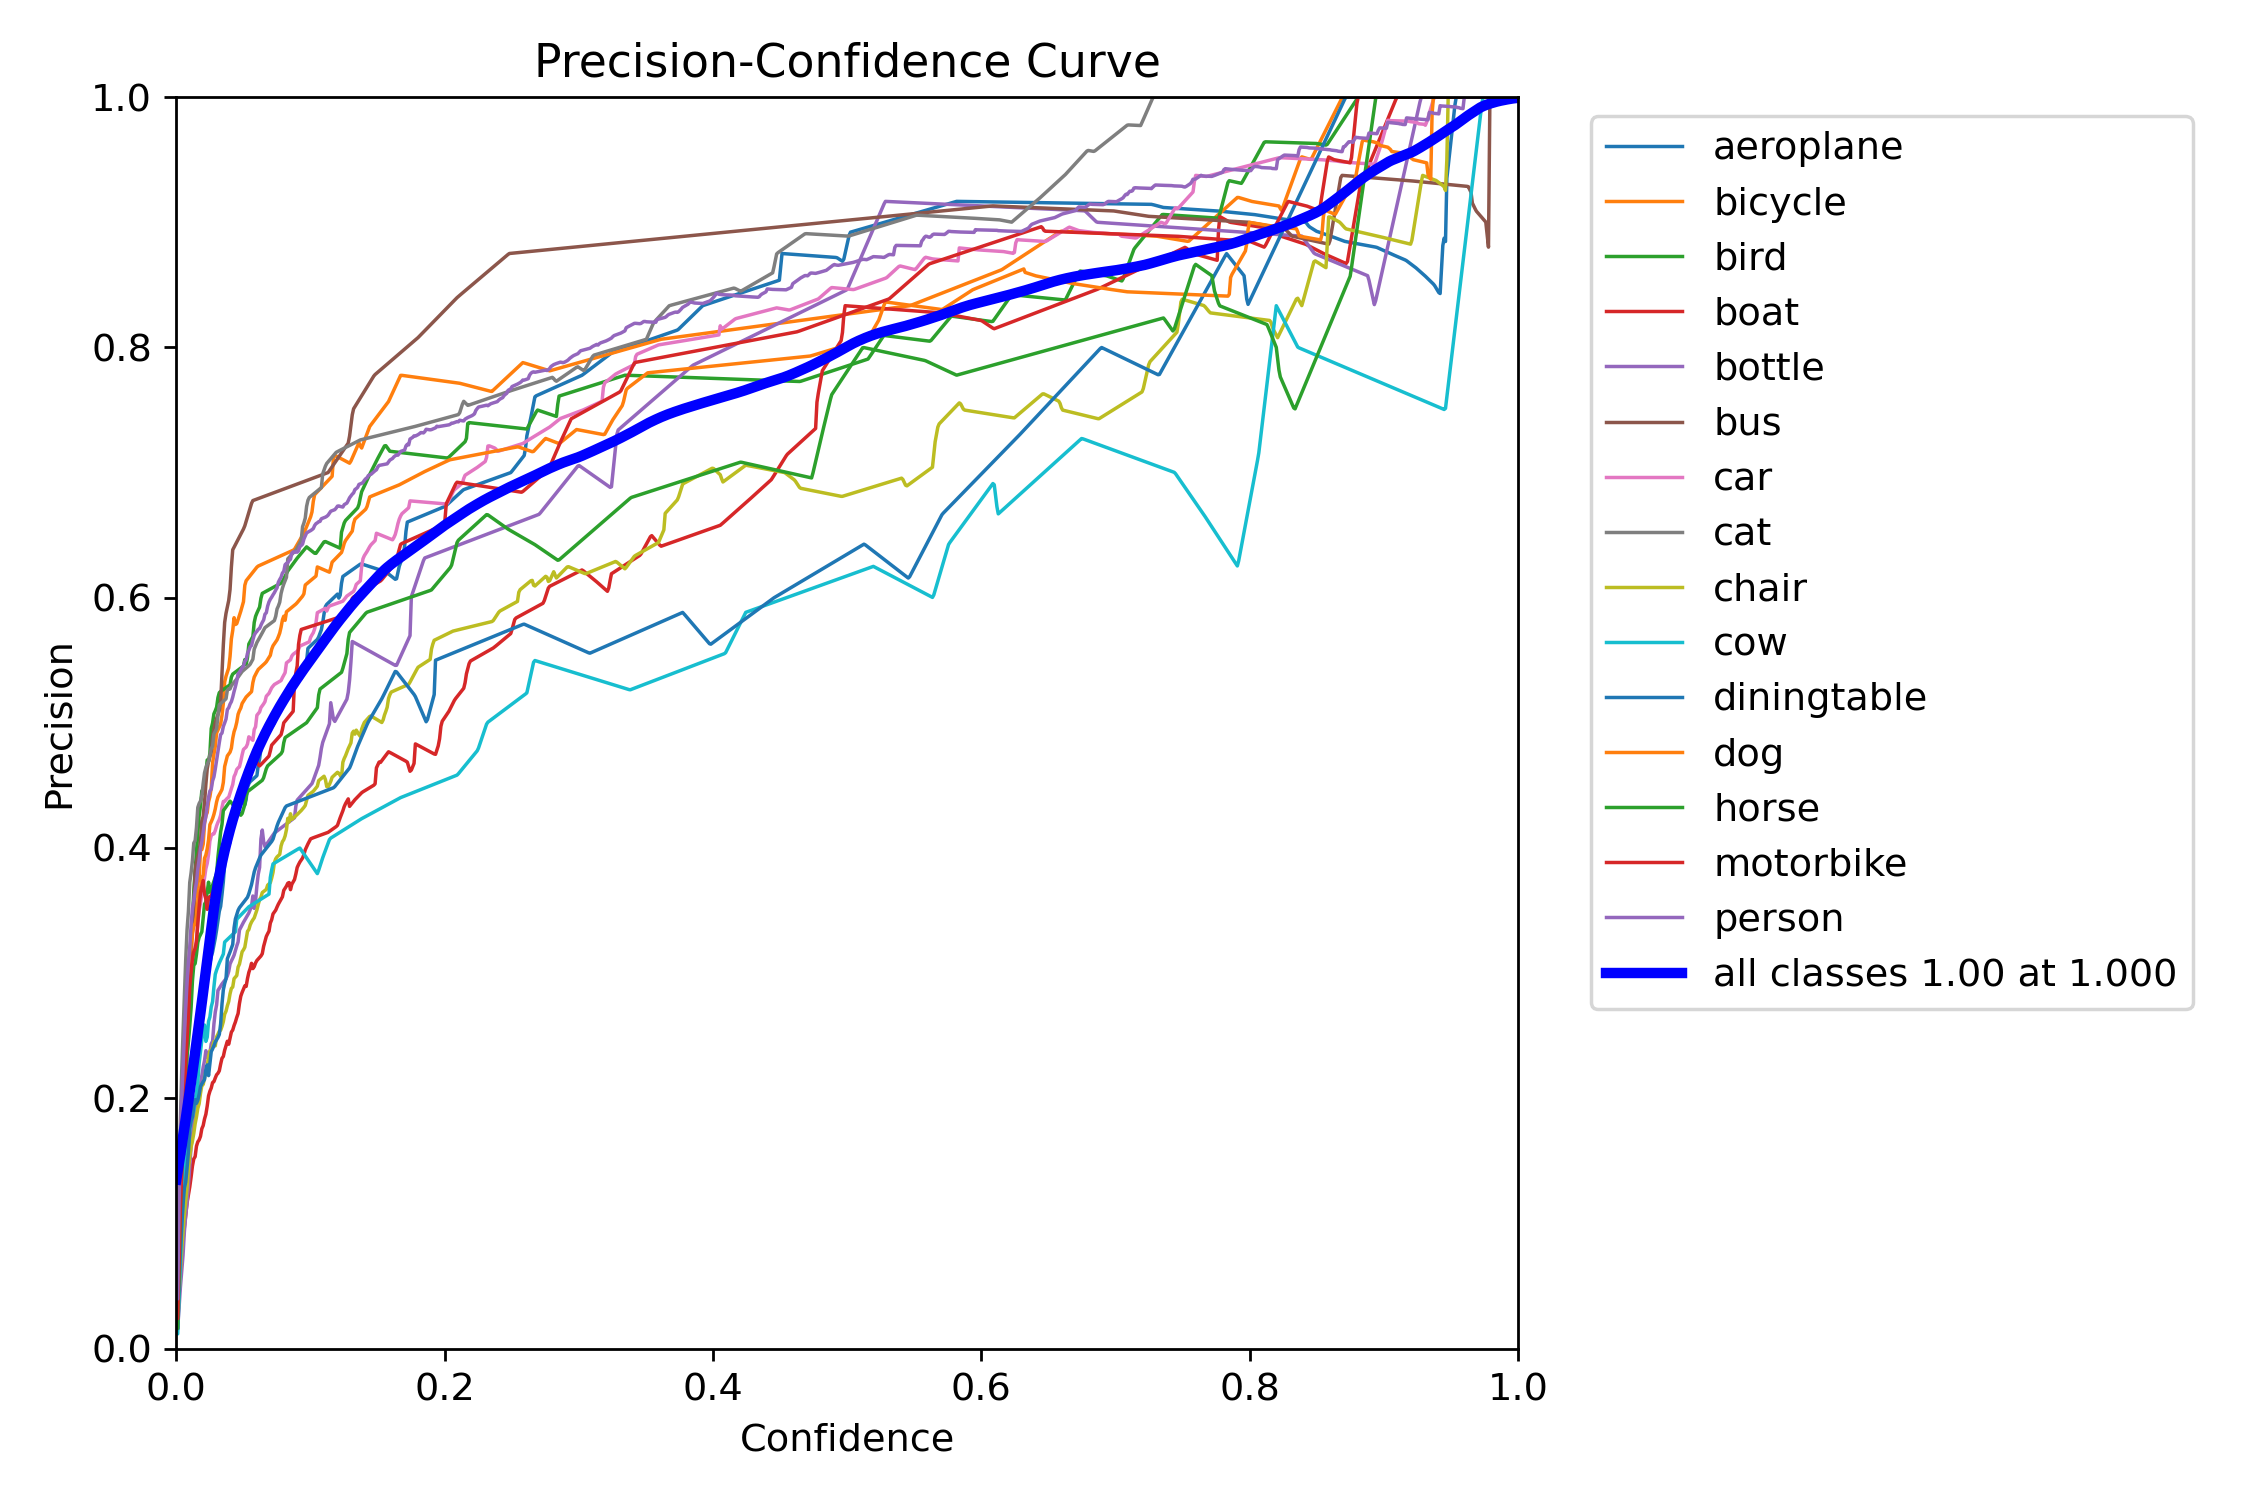 Precision-Confidence Curve
1.0
0.8
0.6
0.4
0.2
0.0
Precision
0.0 0.2 0.4 0.6 0.8 1.0
Confidence
aeroplane
bicycle
bird
boat
bottle
bus
car
cat
chair
cow
diningtable
dog
horse
motorbike
person
all classes 1.00 at 1.000